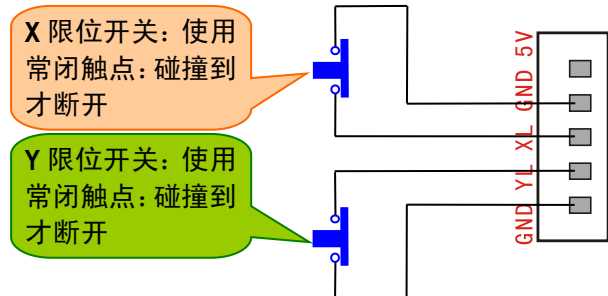 X 限位开关：使用
常闭触点：碰撞到
才断开
Y 限位开关：使用
常闭触点：碰撞到
才断开
5V
GND
XL
YL
GND